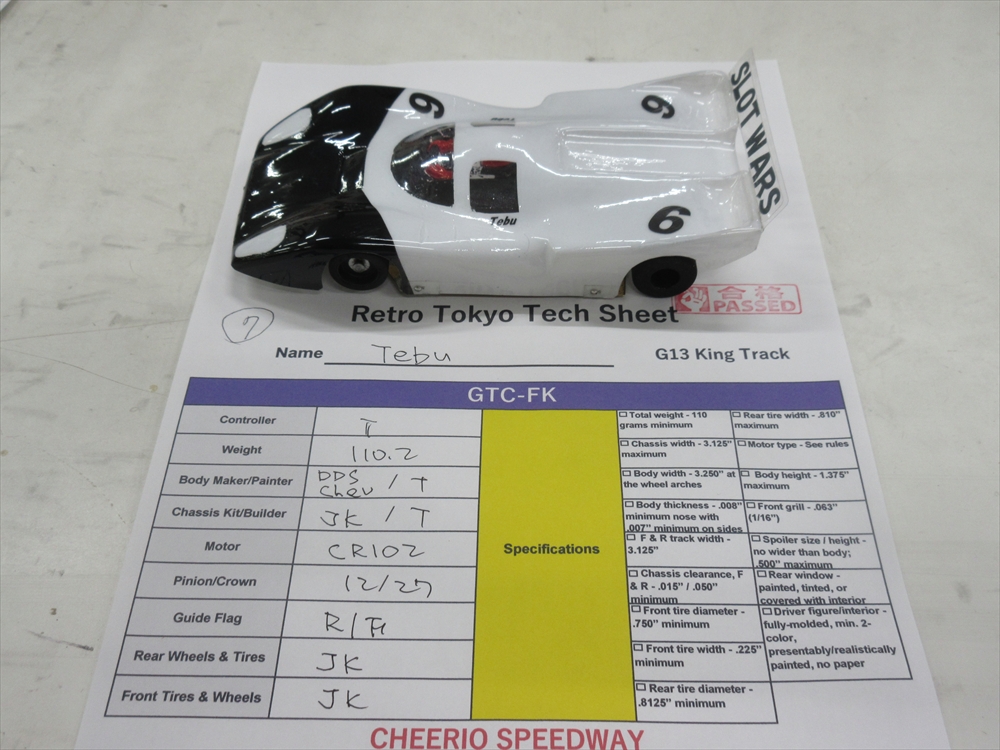 6
6
SLOT WARS
Tebu
6
Retro Tokyo Tech Sheet
合格
PASSED
7
Name Tebu
G13 King Track
GTC-FK
Controller T
Weight 110.2
Body Maker/Painter DDS Chev / T
Chassis Kit/Builder JK / T
Motor CR102
Pinion/Crown 12/27
Guide Flag
Rear Wheels & Tires JK
Front Tires & Wheels JK
Specifications
Total weight - 110
grams minimum
Chassis width - 3.125"
maximum
Body width - 3.250" at
the wheel arches
Body thickness - .008"
minimum nose with
.007" minimum on sides
F & R track width -
3.125"
Chassis clearance, F
& R - .015" / .050"
minimum
Front tire diameter -
.750" minimum
Front tire width - .225"
minimum
Rear tire diameter -
.8125" minimum
Rear tire width - .810"
maximum
Motor type - See rules
Body height - 1.375"
maximum
Front grill - .063"
(1/16")
Spoiler size / height -
no wider than body;
.500" maximum
Rear window -
painted, tinted, or
covered with interior
Driver figure/interior -
fully-molded, min. 2-
color,
presentably/realistically
painted, no paper
CHEERIO SPEEDWAY